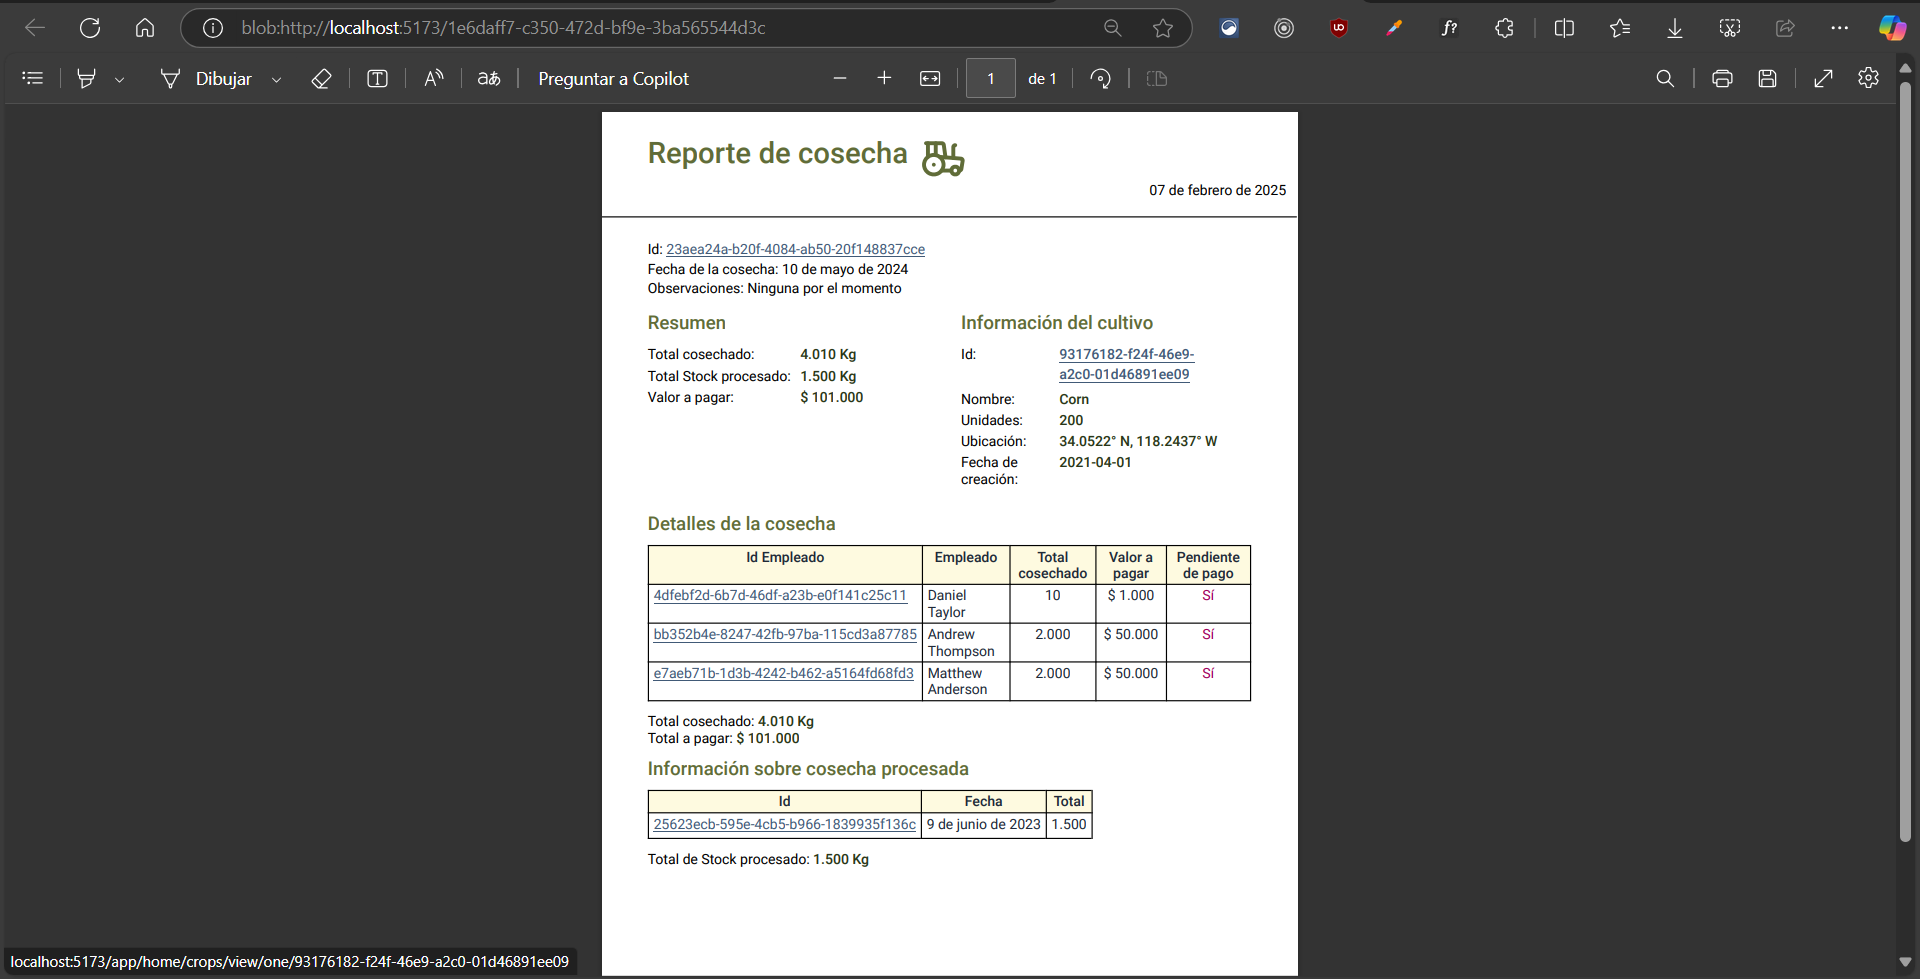 blob:http://localhost:5173/1e6daff7-c350-472d-bf9e-3ba565544d3c
Dibujar
aあ
Preguntar a Copilot
1
de 1
Reporte de cosecha
07 de febrero de 2025
Id: 23aea24a-b20f-4084-ab50-20f148837cce
Fecha de la cosecha: 10 de mayo de 2024
Observaciones: Ninguna por el momento
Resumen
Total cosechado: 4.010 Kg
Total Stock procesado: 1.500 Kg
Valor a pagar: $ 101.000
Información del cultivo
Id: 93176182-f24f-46e9-
a2c0-01d46891ee09
Nombre: Corn
Unidades: 200
Ubicación: 34.0522° N, 118.2437° W
Fecha de 2021-04-01
creación:
Detalles de la cosecha
Id Empleado Empleado Total Valor a Pendiente
cosechado pagar de pago
4dfebf2d-6b7d-46df-a23b-e0f141c25c11 Daniel 10 $ 1.000 Sí
Taylor
bb352b4e-8247-42fb-97ba-115cd3a87785 Andrew 2.000 $ 50.000 Sí
Thompson
e7aeb71b-1d3b-4242-b462-a5164fd68fd3 Matthew 2.000 $ 50.000 Sí
Anderson
Total cosechado: 4.010 Kg
Total a pagar: $ 101.000
Información sobre cosecha procesada
Id Fecha Total
25623ecb-595e-4cb5-b966-1839935f136c 9 de junio de 2023 1.500
Total de Stock procesado: 1.500 Kg
localhost:5173/app/home/crops/view/one/93176182-f24f-46e9-a2c0-01d46891ee09